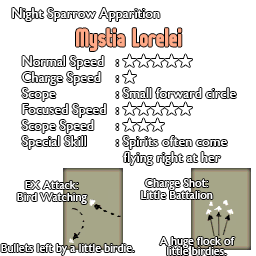 Night Sparrow Apparition
Mystia Lorelei
Normal Speed : ☆☆☆☆☆☆
Charge Speed : ☆
Scope : Small forward circle
Focused Speed : ☆☆☆☆☆☆
Scope Speed : ☆☆☆
Special Skill : Spirits often come
flying right at her
EX Attack:
Bird Watching
Bullets left by a little birdie.
Charge Shot:
Little Battalion
A huge flock of
little birdies.